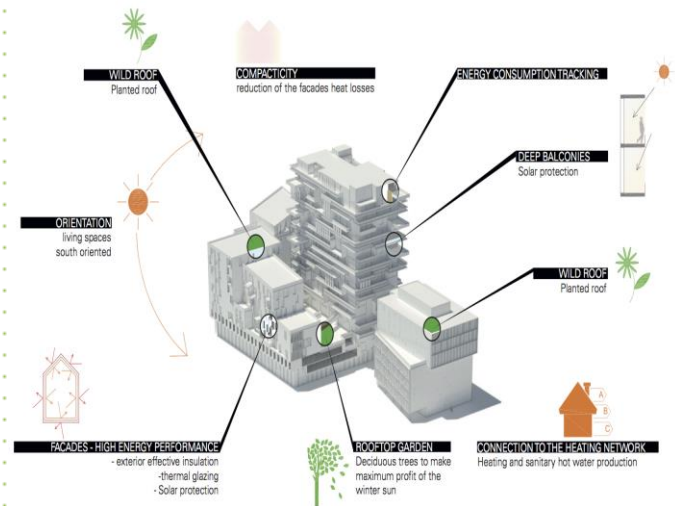 WILD ROOF
Planted roof
COMPACTICITY
reduction of the facades heat losses
ENERGY CONSUMPTION TRACKING
DEEP BALCONIES
Solar protection
ORIENTATION
living spaces
south oriented
WILD ROOF
Planted roof
FACADES - HIGH ENERGY PERFORMANCE
- exterior effective insulation
-thermal glazing
- Solar protection
ROOFTOP GARDEN
Deciduous trees to make
maximum profit of the
winter sun
A
B
C
CONNECTION TO THE HEATING NETWORK
Heating and sanitary hot water production